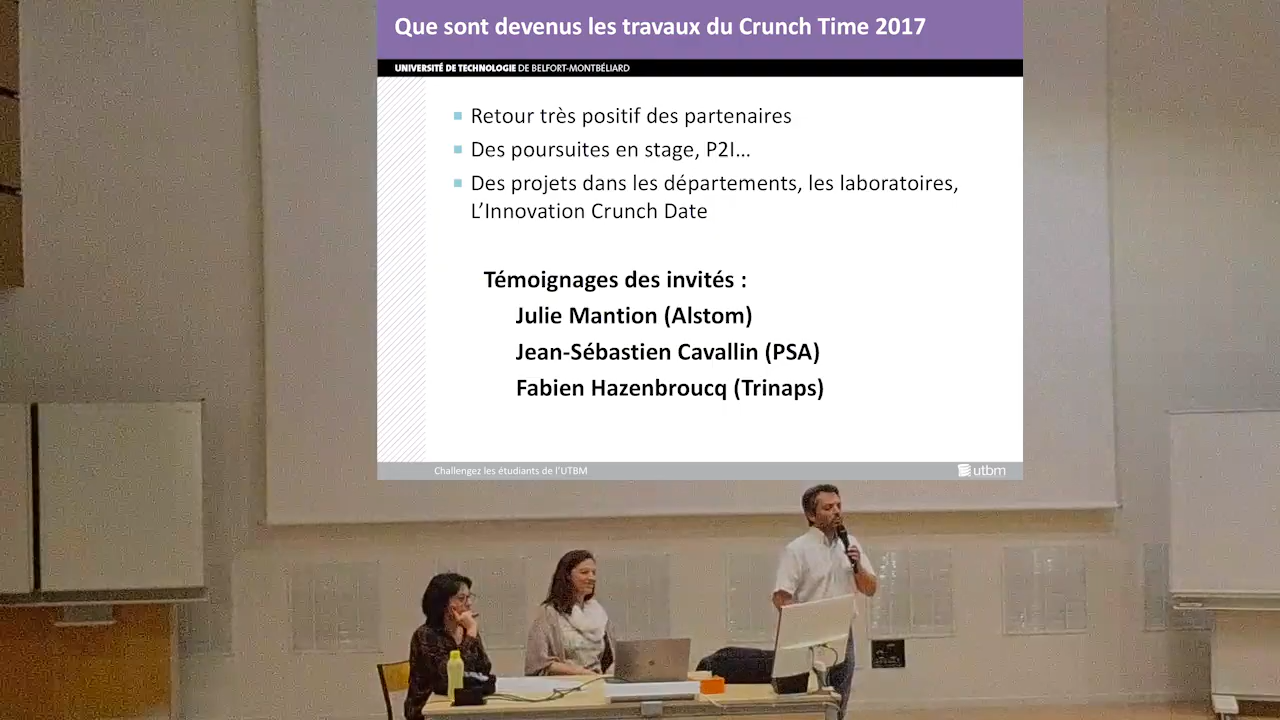 Que sont devenus les travaux du Crunch Time 2017
UNIVERSITÉ DE TECHNOLOGIE DE BELFORT-MONTBÉLIARD
Retour très positif des partenaires
Des poursuites en stage, P2I...
Des projets dans les départements, les laboratoires,
L'Innovation Crunch Date
Témoignages des invités :
Julie Mantion (Alstom)
Jean-Sébastien Cavallin (PSA)
Fabien Hazenbroucq (Trinaps)
Challengez les étudiants de l'UTBM
utbm